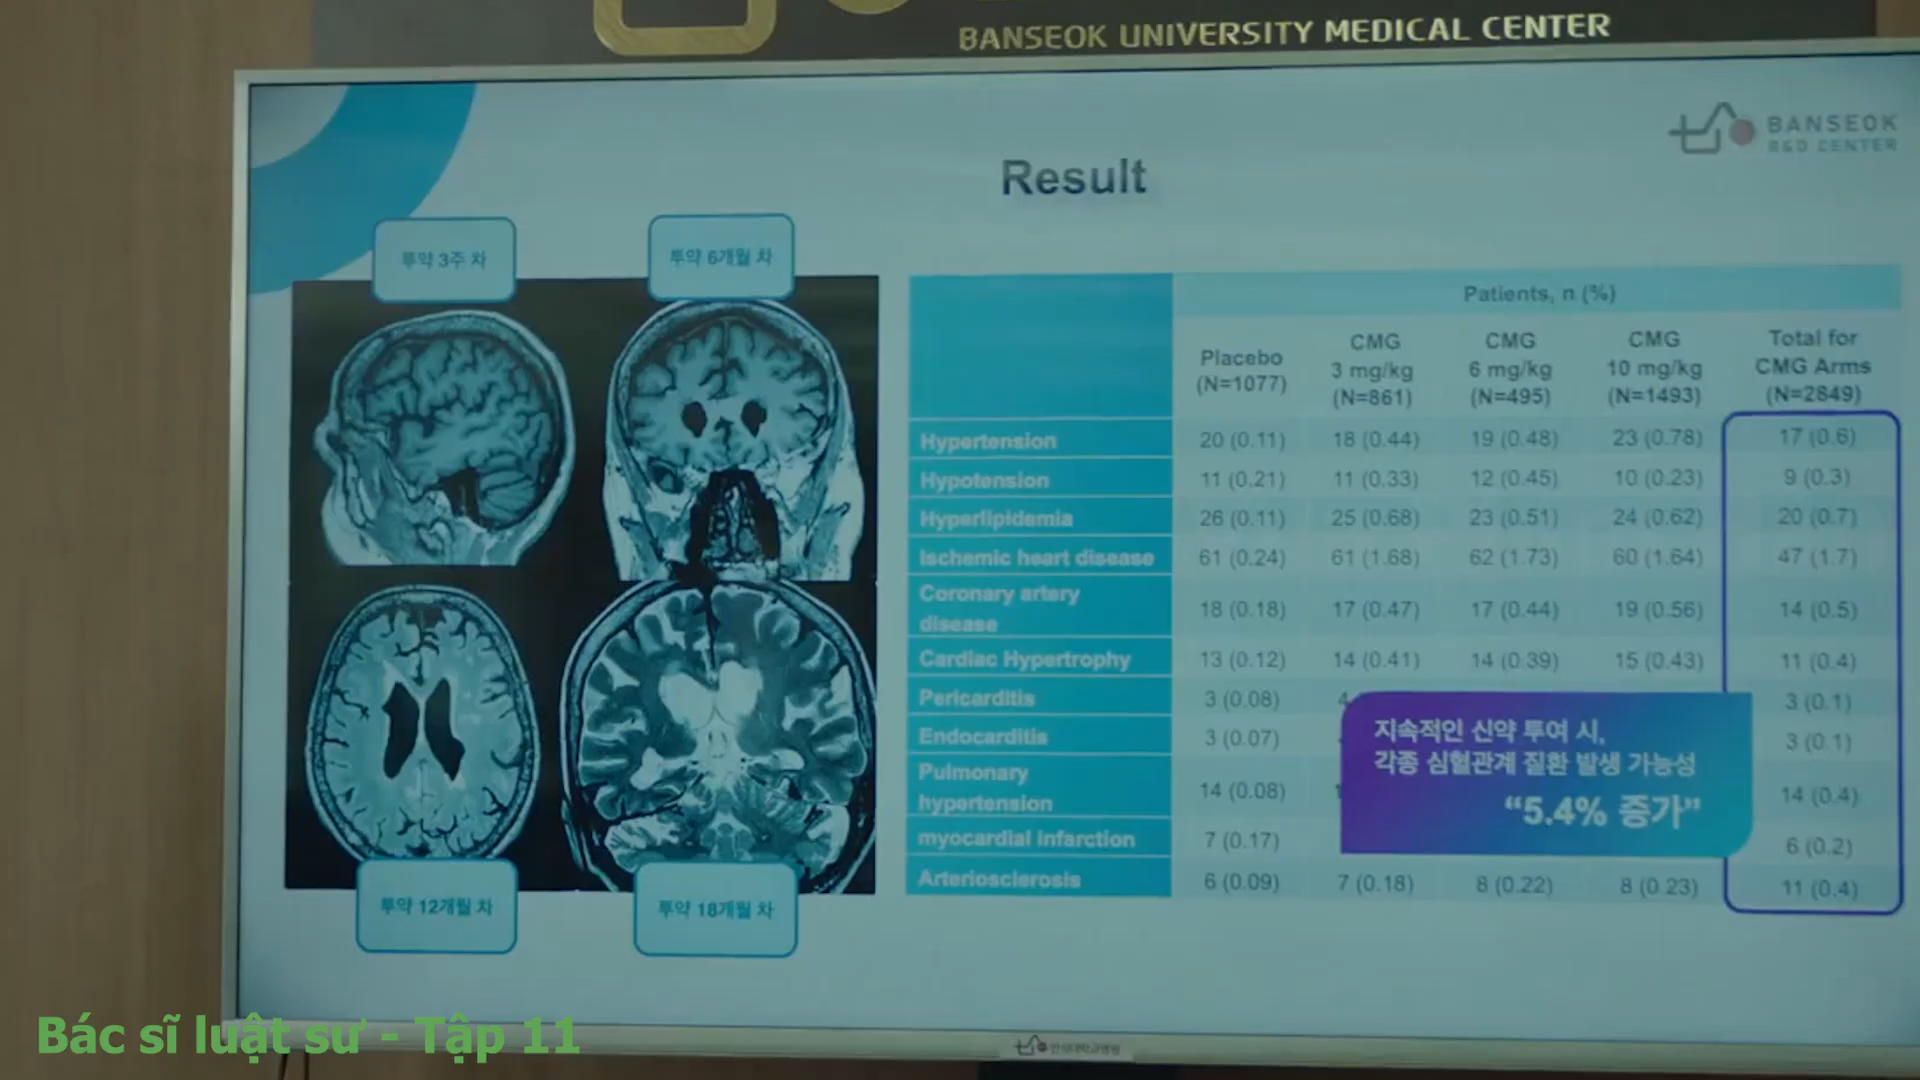 BANSEOK UNIVERSITY MEDICAL CENTER
BANSEOK
R&D CENTER
Result
투약 3주 차
투약 6개월 차
투약 12개월 차
투약 18개월 차
Patients, n (%)
Placebo (N=1077) CMG 3 mg/kg (N=861) CMG 6 mg/kg (N=495) CMG 10 mg/kg (N=1493) Total for CMG Arms (N=2849)
Hypertension 20 (0.11) 18 (0.44) 19 (0.48) 23 (0.78) 17 (0.6)
Hypotension 11 (0.21) 11 (0.33) 12 (0.45) 10 (0.23) 9 (0.3)
Hyperlipidemia 26 (0.11) 25 (0.68) 23 (0.51) 24 (0.62) 20 (0.7)
Ischemic heart disease 61 (0.24) 61 (1.68) 62 (1.73) 60 (1.64) 47 (1.7)
Coronary artery disease 18 (0.18) 17 (0.47) 17 (0.44) 19 (0.56) 14 (0.5)
Cardiac Hypertrophy 13 (0.12) 14 (0.41) 14 (0.39) 15 (0.43) 11 (0.4)
Pericarditis 3 (0.08) 4 3 (0.1)
Endocarditis 3 (0.07) 3 (0.1)
Pulmonary hypertension 14 (0.08) 1 14 (0.4)
myocardial infarction 7 (0.17) 6 (0.2)
Arteriosclerosis 6 (0.09) 7 (0.18) 8 (0.22) 8 (0.23) 11 (0.4)
지속적인 신약 투여 시,
각종 심혈관계 질환 발생 가능성
“5.4% 증가”
Bác sĩ luật sư - Tập 11